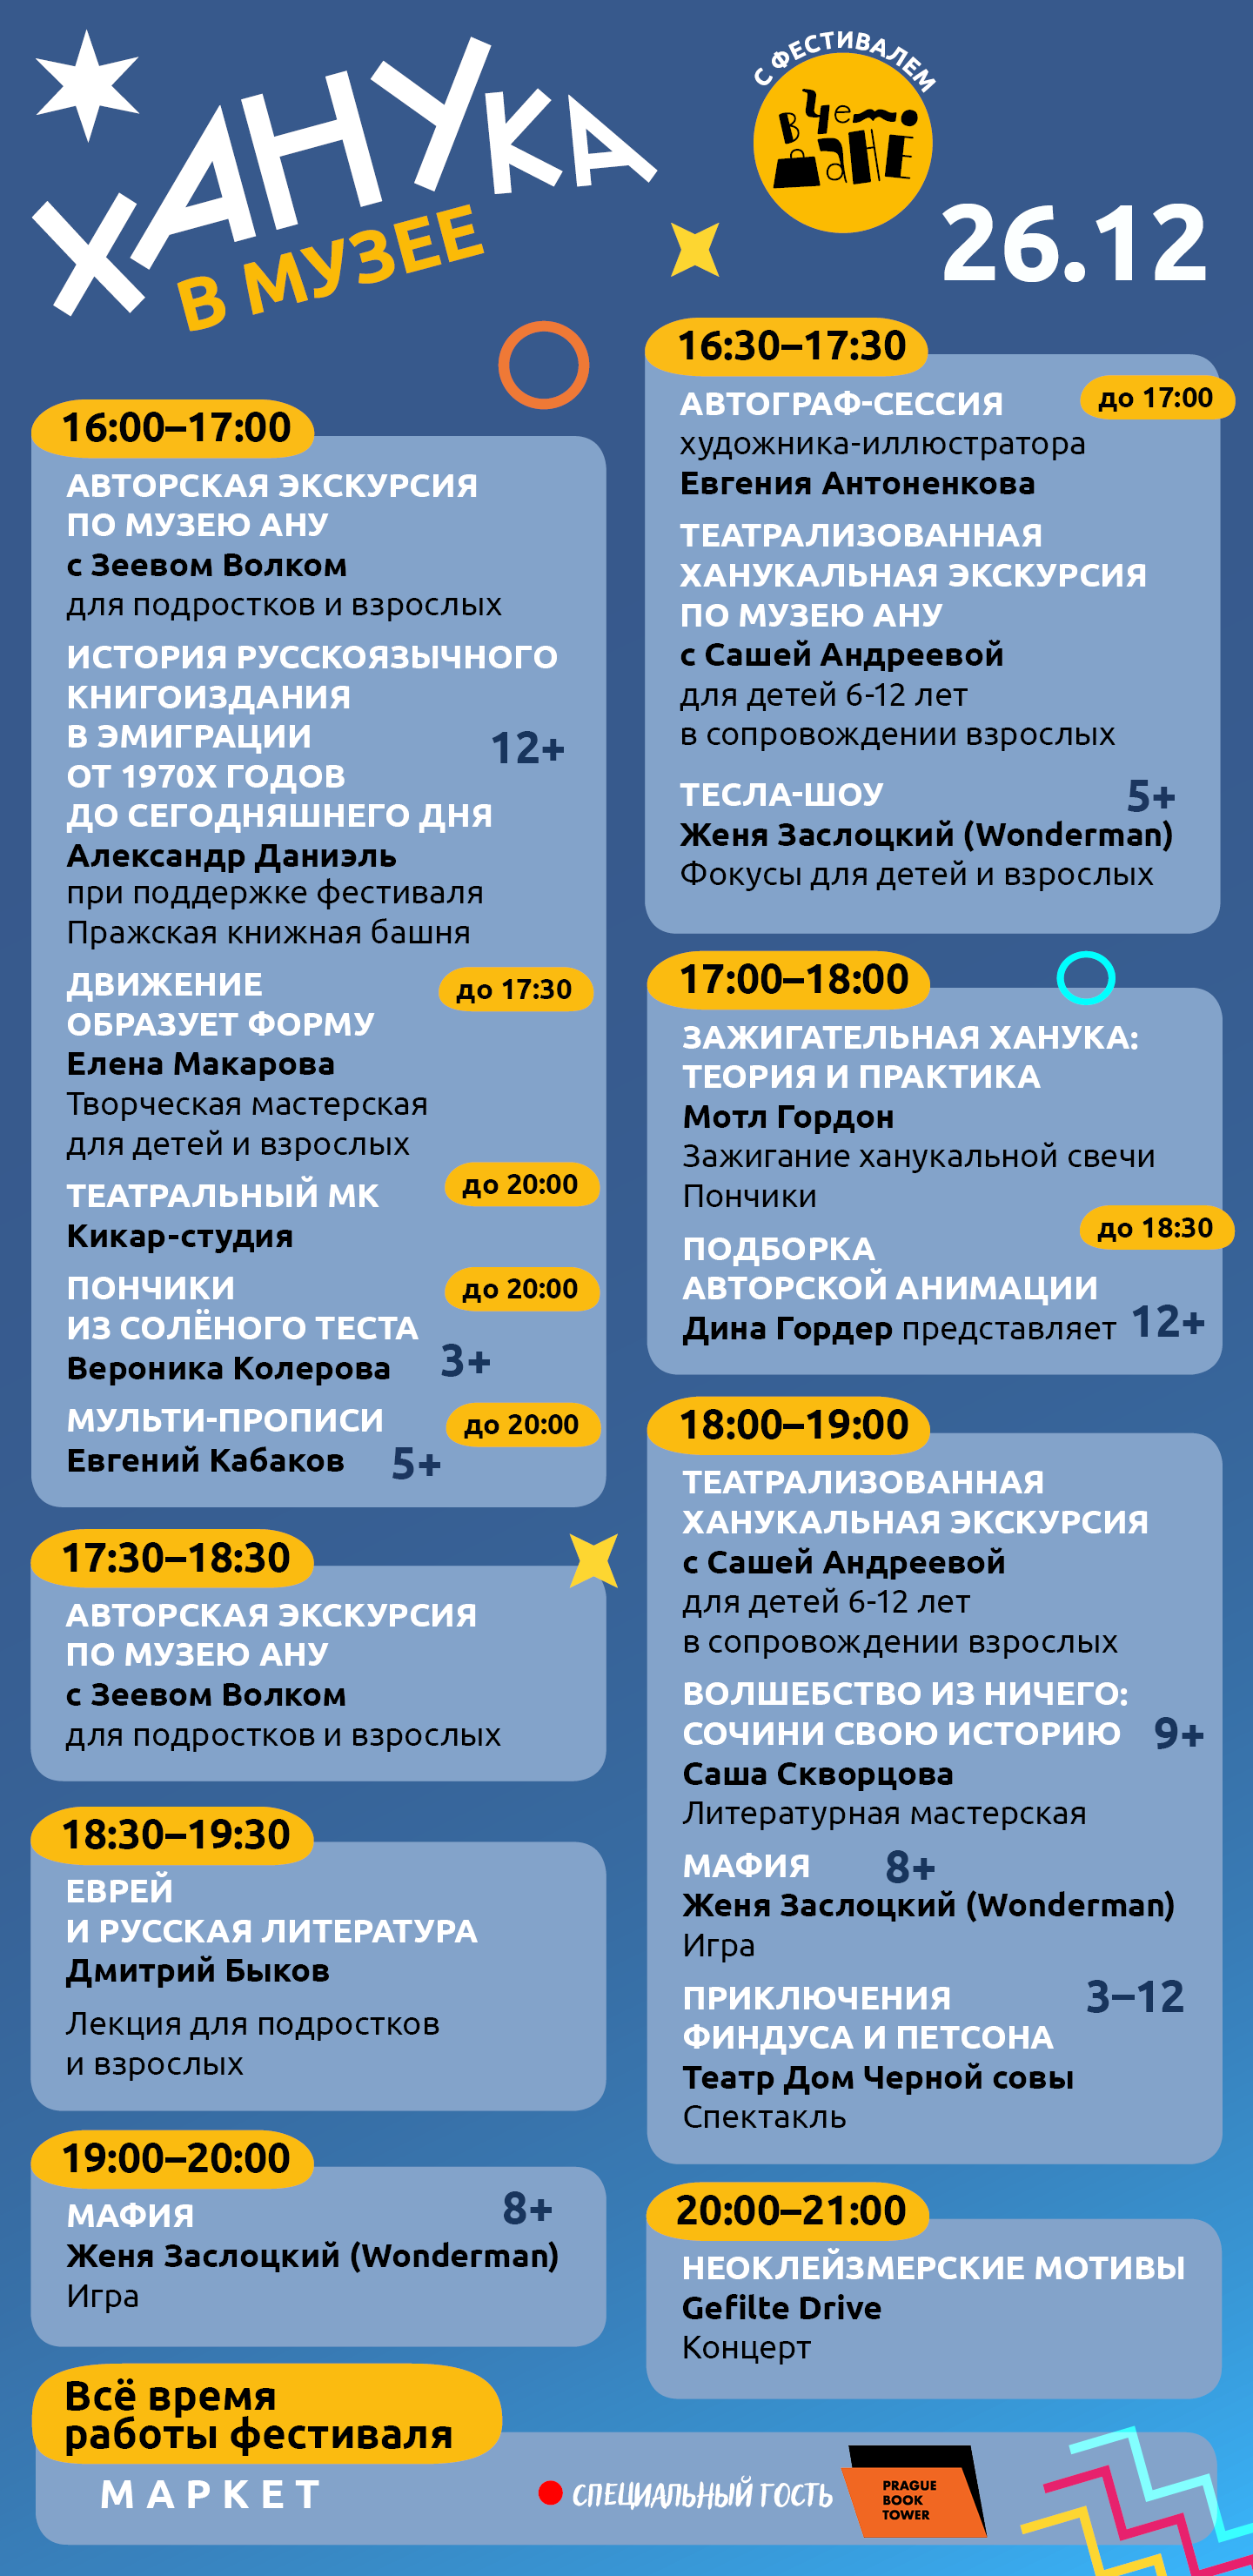 ХАНУКА
В МУЗЕЕ
С ФЕСТИВАЛЕМ
В ЧЕМО
ДАНЕ
26.12
16:00–17:00
АВТОРСКАЯ ЭКСКУРСИЯ
ПО МУЗЕЮ АНУ
с Зеевом Волком
для подростков и взрослых
ИСТОРИЯ РУССКОЯЗЫЧНОГО
КНИГОИЗДАНИЯ
В ЭМИГРАЦИИ
12+
ОТ 1970Х ГОДОВ
ДО СЕГОДНЯШНЕГО ДНЯ
Александр Даниэль
при поддержке фестиваля
Пражская книжная башня
ДВИЖЕНИЕ
до 17:30
ОБРАЗУЕТ ФОРМУ
Елена Макарова
Творческая мастерская
для детей и взрослых
ТЕАТРАЛЬНЫЙ МК
до 20:00
Кикар-студия
ПОНЧИКИ
до 20:00
ИЗ СОЛЁНОГО ТЕСТА
Вероника Колерова
3+
МУЛЬТИ-ПРОПИСИ
до 20:00
Евгений Кабаков
5+
17:30–18:30
АВТОРСКАЯ ЭКСКУРСИЯ
ПО МУЗЕЮ АНУ
с Зеевом Волком
для подростков и взрослых
18:30–19:30
ЕВРЕЙ
И РУССКАЯ ЛИТЕРАТУРА
Дмитрий Быков
Лекция для подростков
и взрослых
19:00–20:00
МАФИЯ
8+
Женя Заслоцкий (Wonderman)
Игра
16:30–17:30
АВТОГРАФ-СЕССИЯ
до 17:00
художника-иллюстратора
Евгения Антоненкова
ТЕАТРАЛИЗОВАННАЯ
ХАНУКАЛЬНАЯ ЭКСКУРСИЯ
ПО МУЗЕЮ АНУ
с Сашей Андреевой
для детей 6-12 лет
в сопровождении взрослых
ТЕСЛА-ШОУ
5+
Женя Заслоцкий (Wonderman)
Фокусы для детей и взрослых
17:00–18:00
ЗАЖИГАТЕЛЬНАЯ ХАНУКА:
ТЕОРИЯ И ПРАКТИКА
Мотл Гордон
Зажигание ханукальной свечи
Пончики
до 18:30
ПОДБОРКА
АВТОРСКОЙ АНИМАЦИИ
Дина Гордер представляет
12+
18:00–19:00
ТЕАТРАЛИЗОВАННАЯ
ХАНУКАЛЬНАЯ ЭКСКУРСИЯ
с Сашей Андреевой
для детей 6-12 лет
в сопровождении взрослых
ВОЛШЕБСТВО ИЗ НИЧЕГО:
СОЧИНИ СВОЮ ИСТОРИЮ
9+
Саша Скворцова
Литературная мастерская
МАФИЯ
8+
Женя Заслоцкий (Wonderman)
Игра
ПРИКЛЮЧЕНИЯ
3–12
ФИНДУСА И ПЕТСОНА
Театр Дом Черной совы
Спектакль
20:00–21:00
НЕОКЛЕЙЗМЕРСКИЕ МОТИВЫ
Gefilte Drive
Концерт
Всё время
работы фестиваля
МАРКЕТ
СПЕЦИАЛЬНЫЙ ГОСТЬ
PRAGUE
BOOK
TOWER